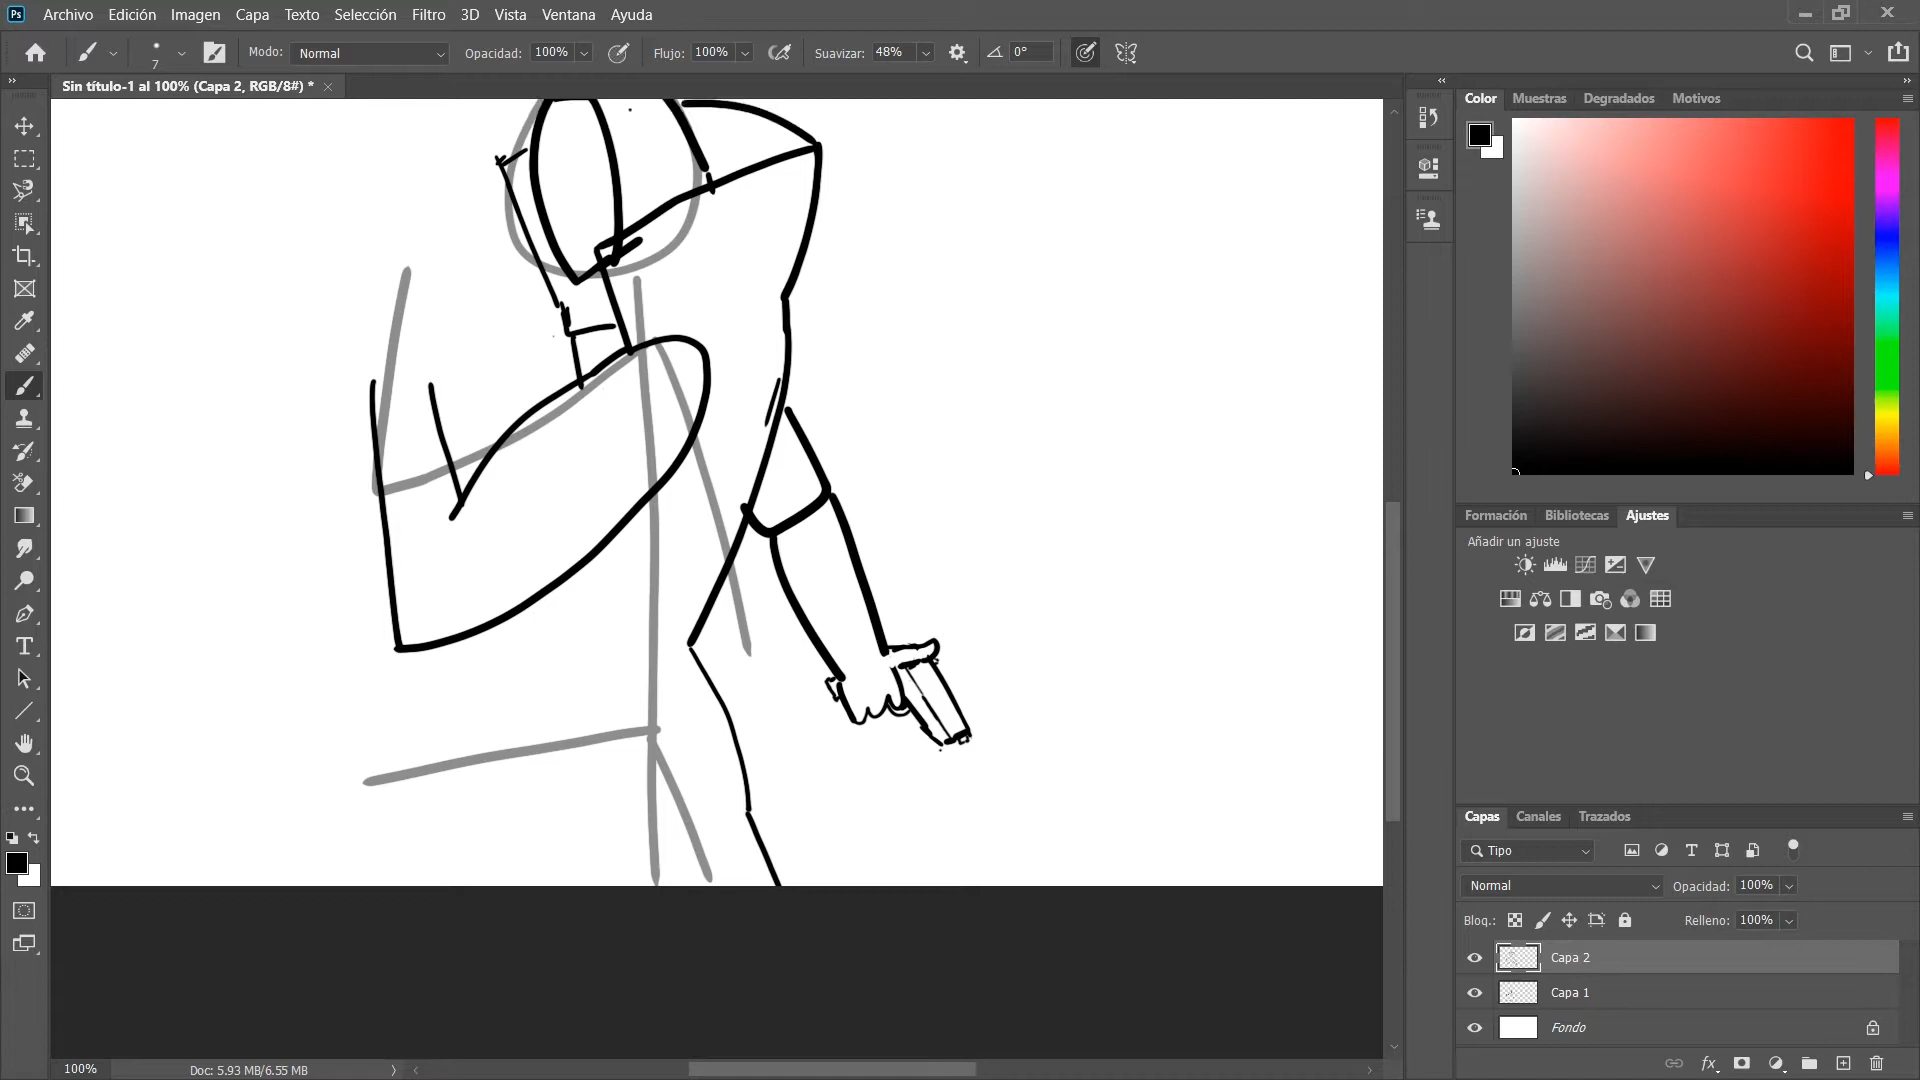 Ps Archivo Edición Imagen Capa Texto Selección Filtro 3D Vista Ventana Ayuda
7 Modo: Normal Opacidad: 100% Flujo: 100% Suavizar: 48% 0°
Sin título-1 al 100% (Capa 2, RGB/8#) *
Color Muestras Degradados Motivos
Formación Bibliotecas Ajustes
Añadir un ajuste
Capas Canales Trazados
Tipo
Normal Opacidad: 100%
Bloq.: Relleno: 100%
Capa 2
Capa 1
Fondo
100% Doc: 5.93 MB/6.55 MB